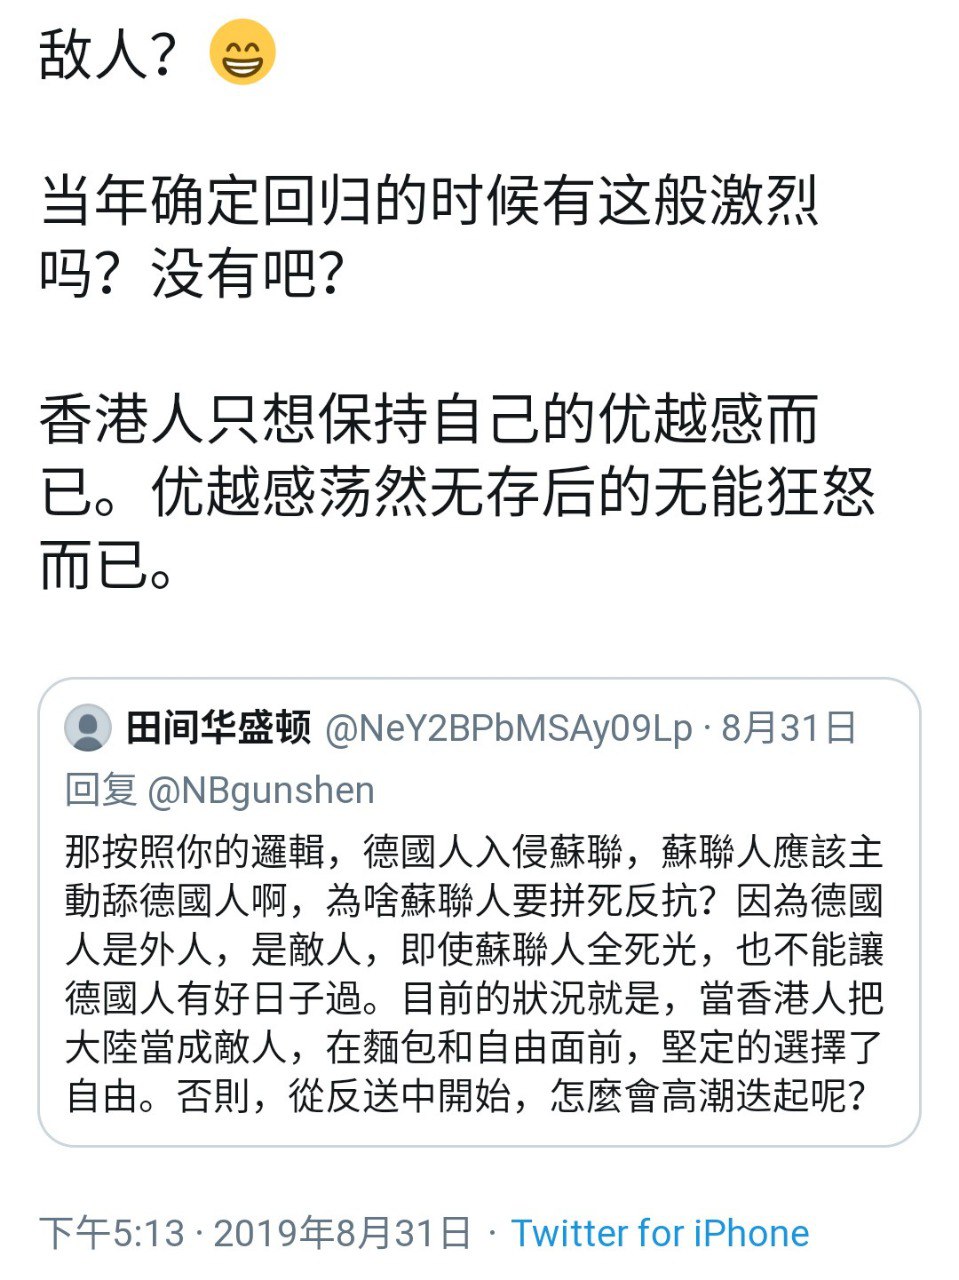 敌人？😁
当年确定回归的时候有这般激烈
吗？没有吧？
香港人只想保持自己的优越感而
已。优越感荡然无存后的无能狂怒
而已。
田间华盛顿 @NeY2BPbMSAy09Lp · 8月31日
回复 @NBgunshen
那按照你的邏輯，德國人入侵蘇聯，蘇聯人應該主
動舔德國人啊，為啥蘇聯人要拼死反抗？因為德國
人是外人，是敵人，即使蘇聯人全死光，也不能讓
德國人有好日子過。目前的狀況就是，當香港人把
大陸當成敵人，在麵包和自由面前，堅定的選擇了
自由。否則，從反送中開始，怎麼會高潮迭起呢？
下午5:13 · 2019年8月31日 · Twitter for iPhone